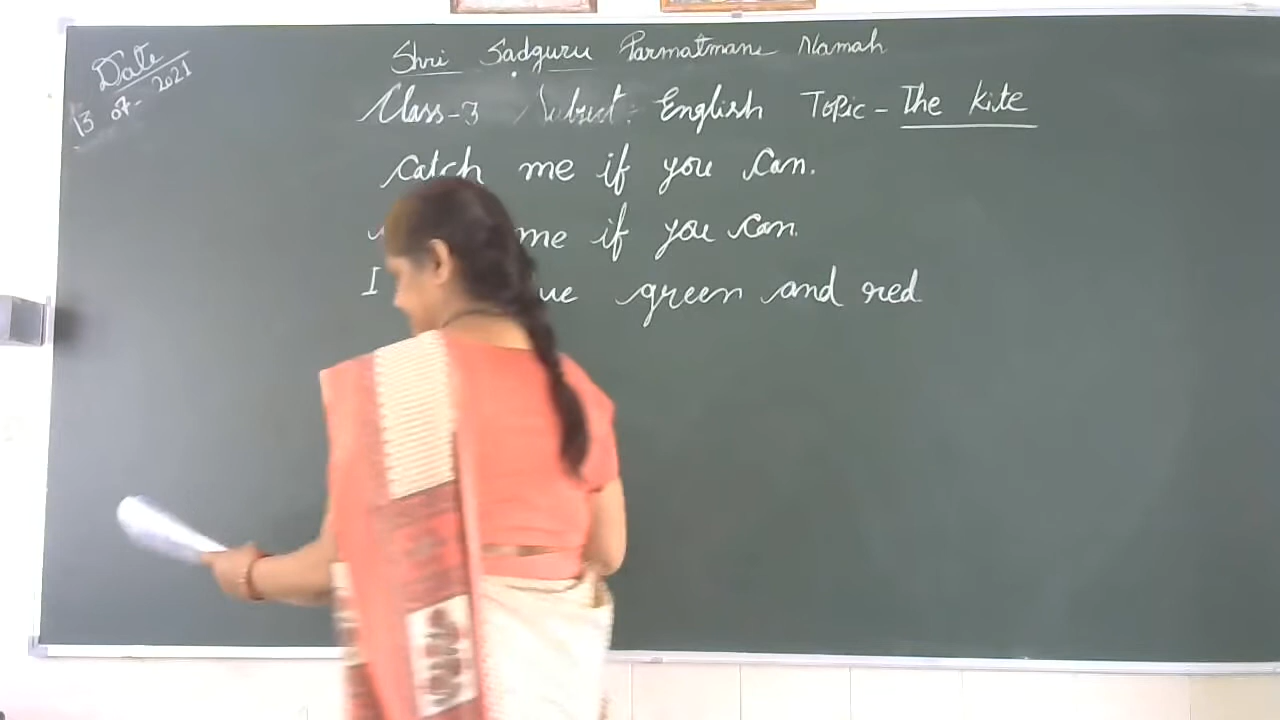 Date
13 07- 2021
Shri Sadguru Parmatmane Namah
Class-3 Subject: English Topic - The kite
catch me if you can.
me if you can.
I ue green and red